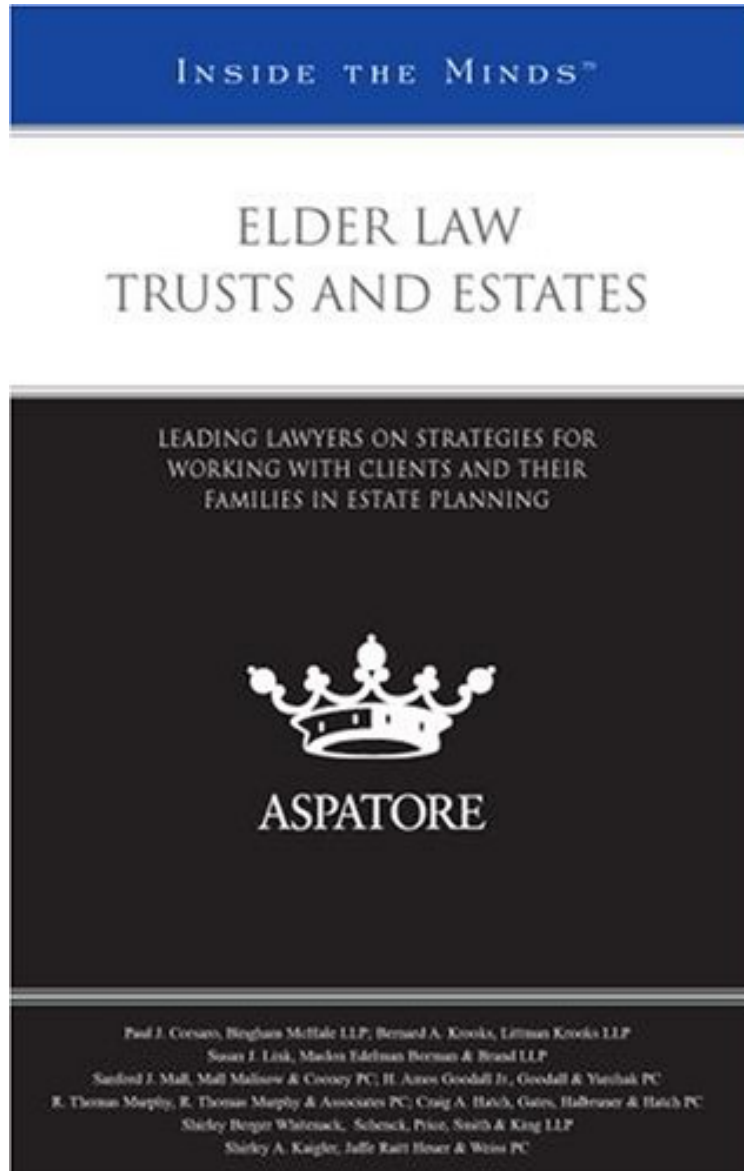 INSIDE THE MINDS™
ELDER LAW
TRUSTS AND ESTATES
LEADING LAWYERS ON STRATEGIES FOR
WORKING WITH CLIENTS AND THEIR
FAMILIES IN ESTATE PLANNING
ASPATORE
Paul J. Corsaro, Bingham McHale LLP; Bernard A. Krooks, Littman Krooks LLP
Susan J. Link, Maslon Edelman Borman & Brand LLP
Sanford J. Mall, Mall Malisow & Cooney PC; H. Amos Goodall Jr., Goodall & Yurchak PC
R. Thomas Murphy, R. Thomas Murphy & Associates PC; Craig A. Hatch, Gates, Halbruner & Hatch PC
Shirley Berger Whitenack, Schenck, Price, Smith & King LLP
Shirley A. Kaigler, Jaffe Raitt Heuer & Weiss PC